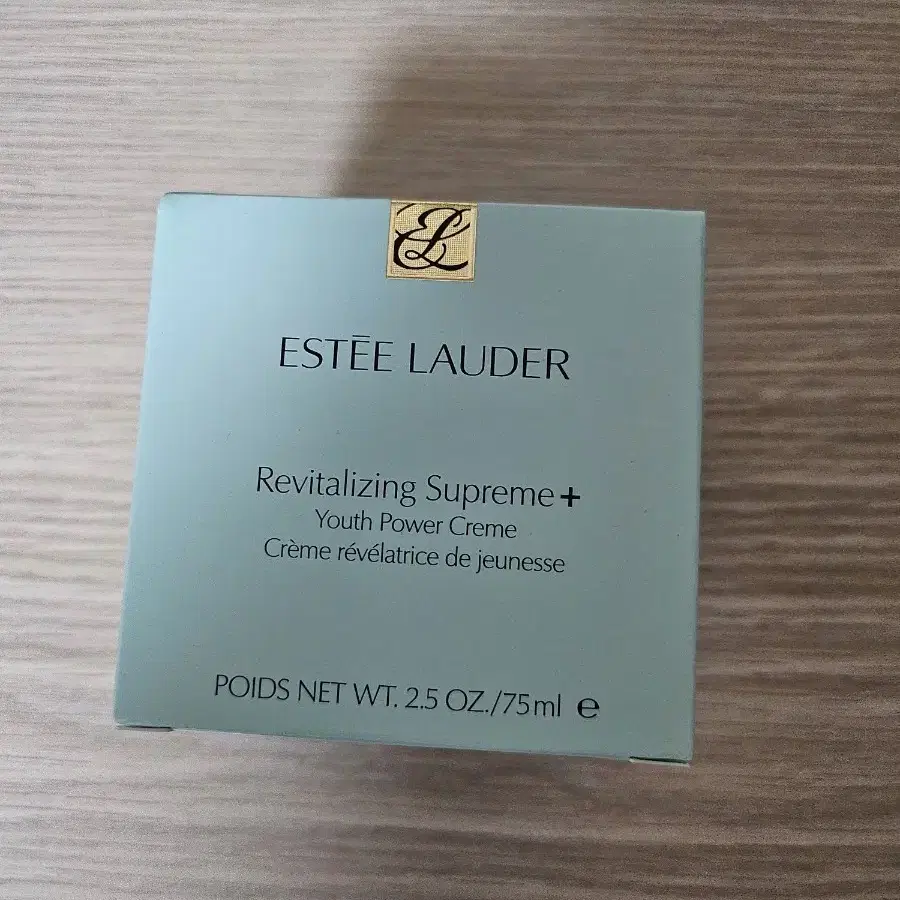 EL
ESTĒE LAUDER
Revitalizing Supreme+
Youth Power Creme
Crème révélatrice de jeunesse
POIDS NET WT. 2.5 OZ./75ml ℮